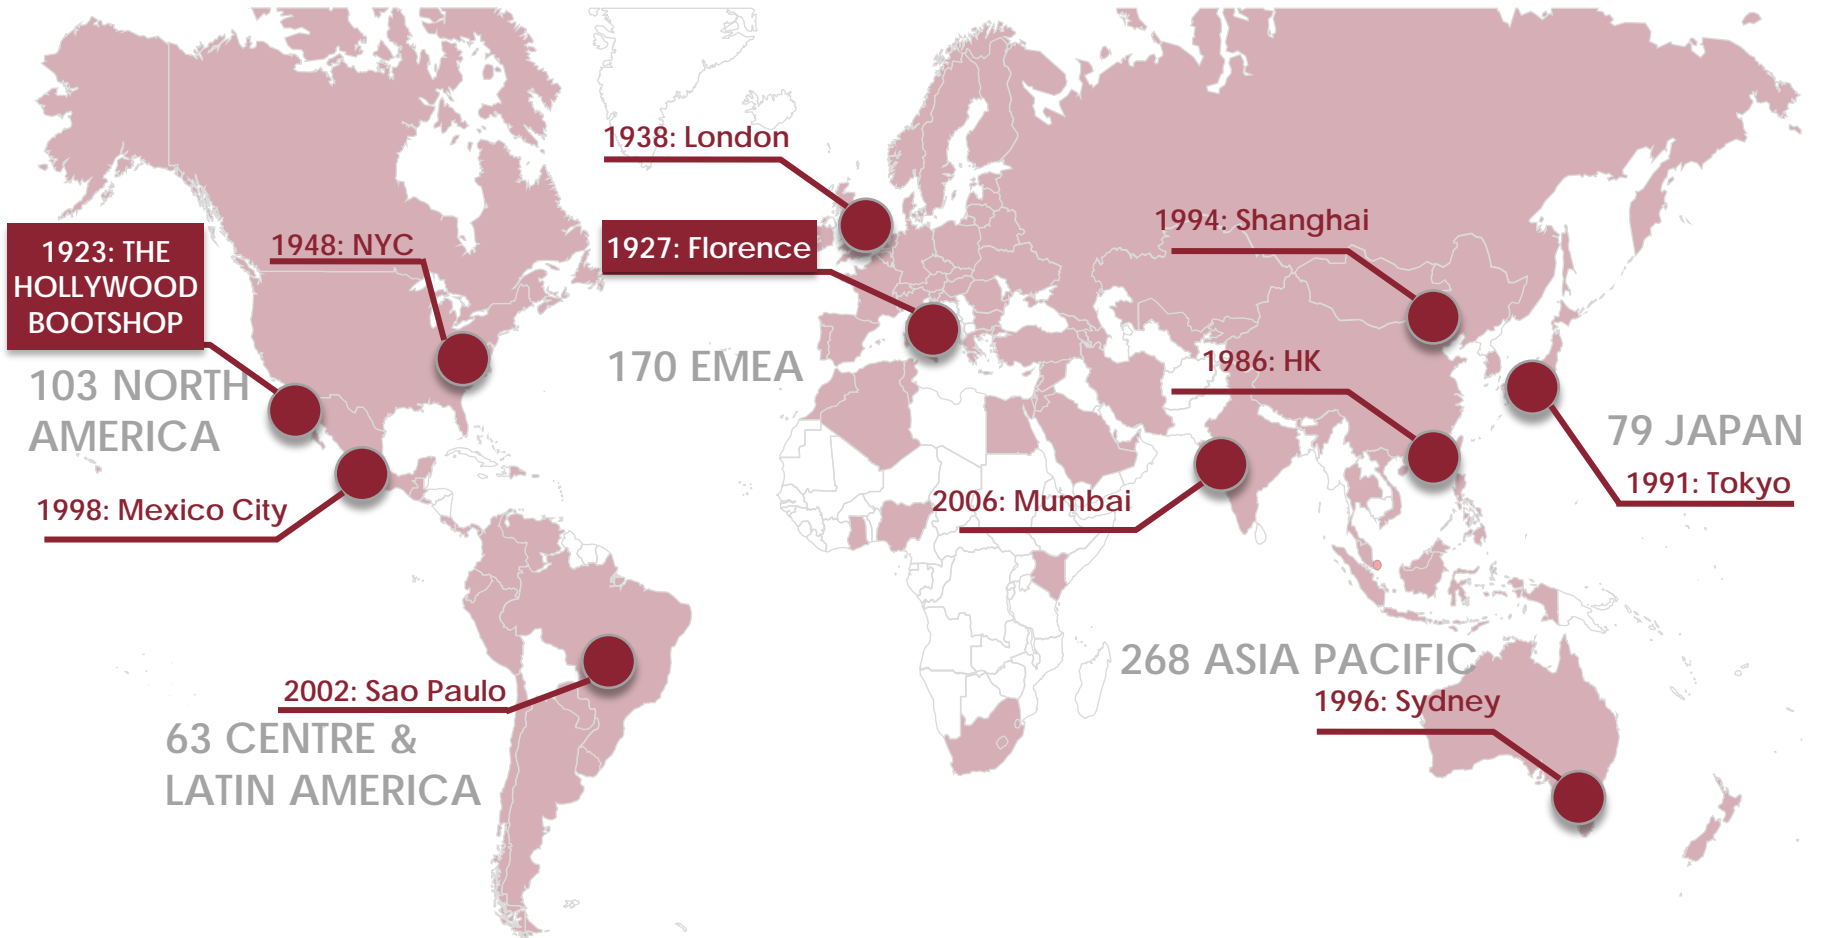 1938: London
1994: Shanghai
1923: THE
HOLLYWOOD
BOOTSHOP
1948: NYC
1927: Florence
170 EMEA
1986: HK
103 NORTH
AMERICA
79 JAPAN
1991: Tokyo
1998: Mexico City
2006: Mumbai
268 ASIA PACIFIC
2002: Sao Paulo
1996: Sydney
63 CENTRE &
LATIN AMERICA